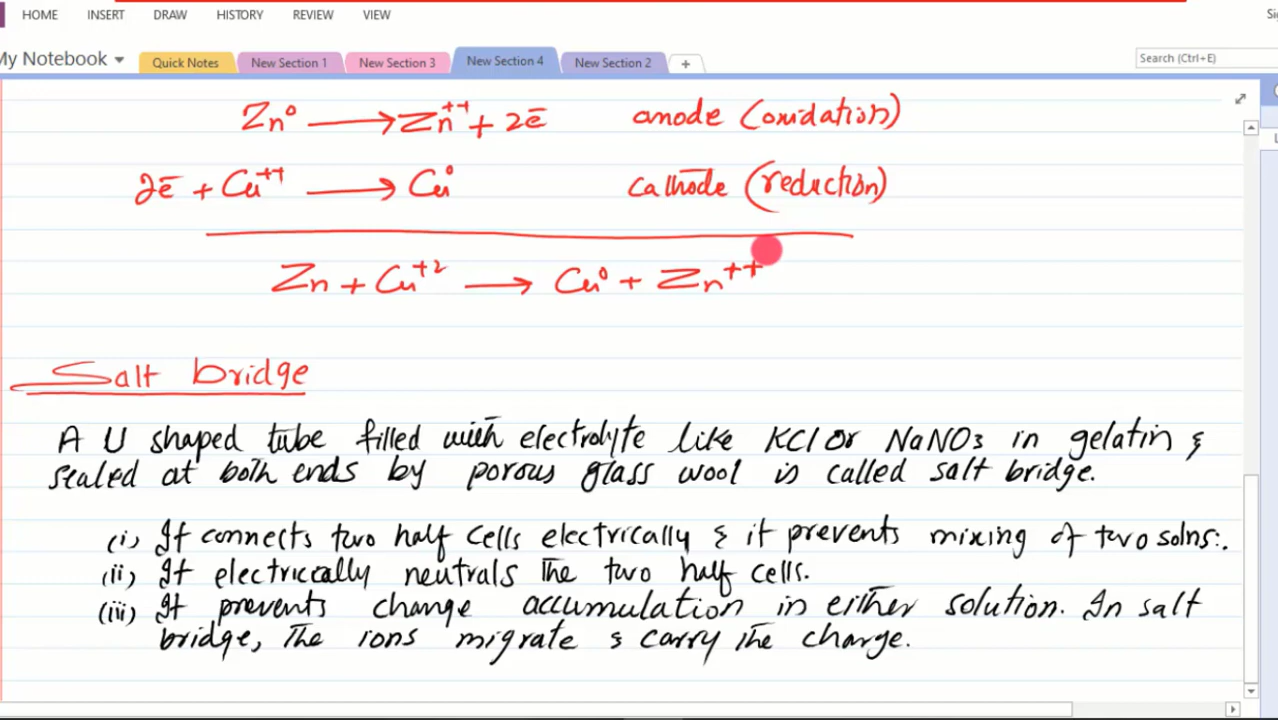 HOME INSERT DRAW HISTORY REVIEW VIEW
My Notebook Quick Notes New Section 1 New Section 3 New Section 4 New Section 2 + Search (Ctrl+E)
Zn⁰ ⟶ Zn⁺⁺ + 2ē anode (oxidation)
2ē + Cu⁺⁺ ⟶ Cu⁰ cathode (reduction)
Zn + Cu⁺² ⟶ Cu⁰ + Zn⁺⁺
Salt bridge
A U shaped tube filled with electrolyte like KCl or NaNO3 in gelatin &
sealed at both ends by porous glass wool is called salt bridge.
(i) It connects two half cells electrically & it prevents mixing of two solns:.
(ii) It electriccally neutrals the two half cells.
(iii) It prevents change accumulation in either solution. In salt
bridge, the ions migrate & carry the charge.